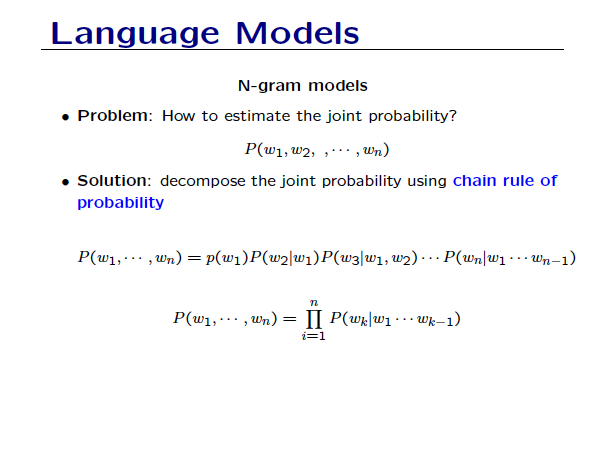 Language Models
N-gram models
• Problem: How to estimate the joint probability?
P(w₁, w₂, , ⋯ , wₙ)
• Solution: decompose the joint probability using chain rule of
probability
P(w₁, ⋯ , wₙ) = p(w₁)P(w₂|w₁)P(w₃|w₁, w₂) ⋯ P(wₙ|w₁ ⋯ wₙ₋₁)
P(w₁, ⋯ , wₙ) = ∏ⁿᵢ₌₁ P(wₖ|w₁ ⋯ wₖ₋₁)